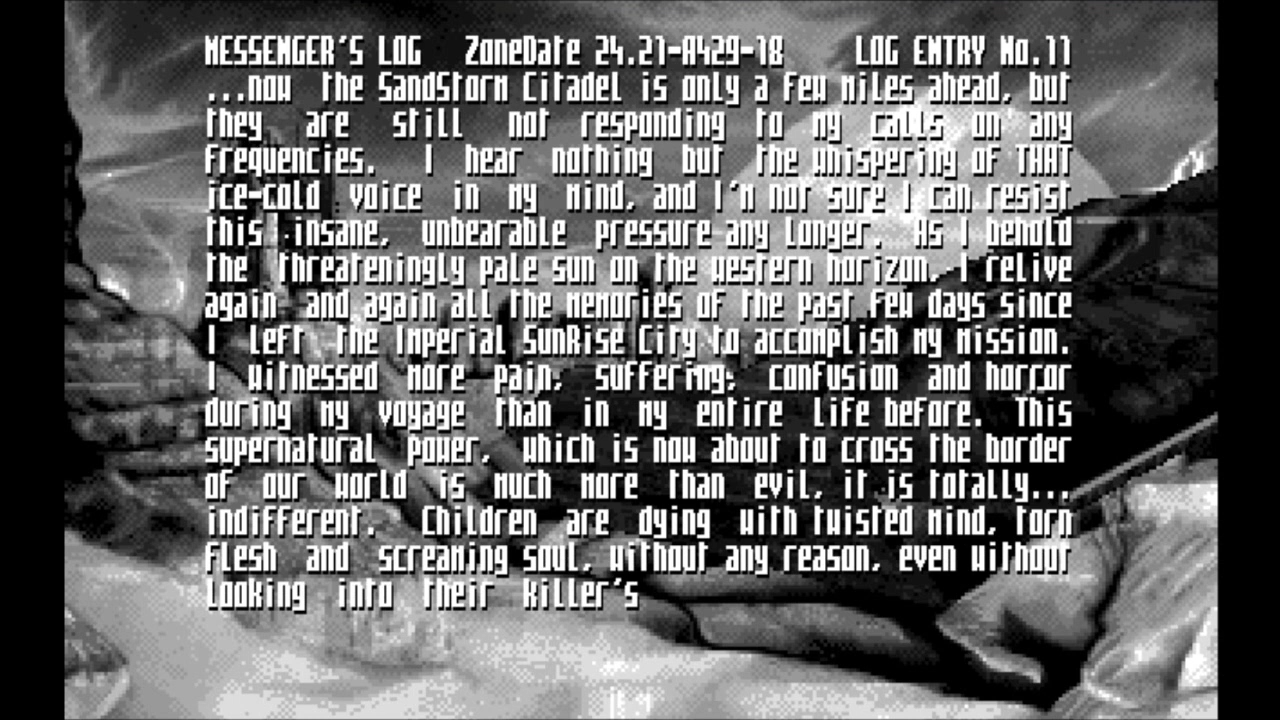 MESSENGER'S LOG ZoneDate 24.21-A429-18 LOG ENTRY No.11
...now the SandStorm Citadel is only a few miles ahead, but
they are still not responding to my calls on any
frequencies. I hear nothing but the whispering of THAT
ice-cold voice in my mind, and I'm not sure I can resist
this insane, unbearable pressure any longer. As I behold
the threateningly pale sun on the western horizon, I relive
again and again all the memories of the past few days since
I left the Imperial SunRise City to accomplish my mission.
I witnessed more pain, suffering, confusion and horror
during my voyage than in my entire life before. This
supernatural power, which is now about to cross the border
of our world is much more than evil, it is totally...
indifferent. Children are dying with twisted mind, torn
flesh and screaming soul, without any reason, even without
looking into their killer's